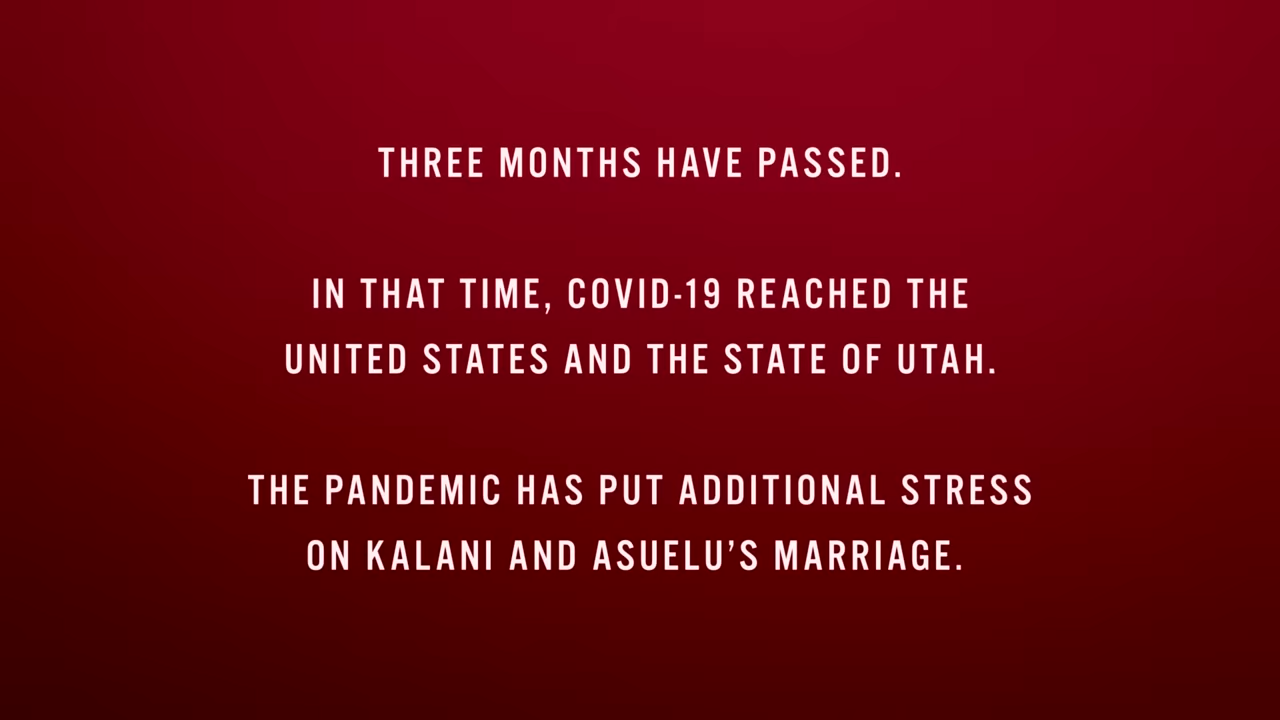 THREE MONTHS HAVE PASSED.
IN THAT TIME, COVID-19 REACHED THE
UNITED STATES AND THE STATE OF UTAH.
THE PANDEMIC HAS PUT ADDITIONAL STRESS
ON KALANI AND ASUELU’S MARRIAGE.